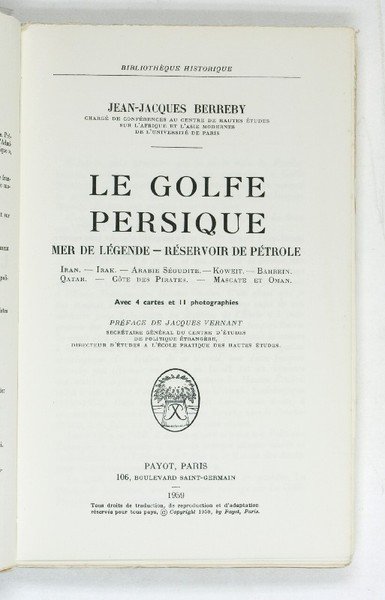 BIBLIOTHÈQUE HISTORIQUE
JEAN-JACQUES BERREBY
CHARGÉ DE CONFÉRENCES AU CENTRE DE HAUTES ÉTUDES
SUR L'AFRIQUE ET L'ASIE MODERNES
DE L'UNIVERSITÉ DE PARIS
LE GOLFE
PERSIQUE
MER DE LÉGENDE — RÉSERVOIR DE PÉTROLE
IRAN. — IRAK. — ARABIE SÉOUDITE. — KOWEIT. — BAHREIN.
QATAR. — CÔTE DES PIRATES. — MASCATE ET OMAN.
Avec 4 cartes et 11 photographies
PRÉFACE DE JACQUES VERNANT
SECRÉTAIRE GÉNÉRAL DU CENTRE D'ÉTUDES
DE POLITIQUE ÉTRANGÈRE,
DIRECTEUR D'ÉTUDES A L'ÉCOLE PRATIQUE DES HAUTES ÉTUDES.
PAYOT, PARIS
106, BOULEVARD SAINT-GERMAIN
—
1959
Tous droits de traduction, de reproduction et d'adaptation
réservés pour tous pays, © Copyright 1959, by Payot, Paris.